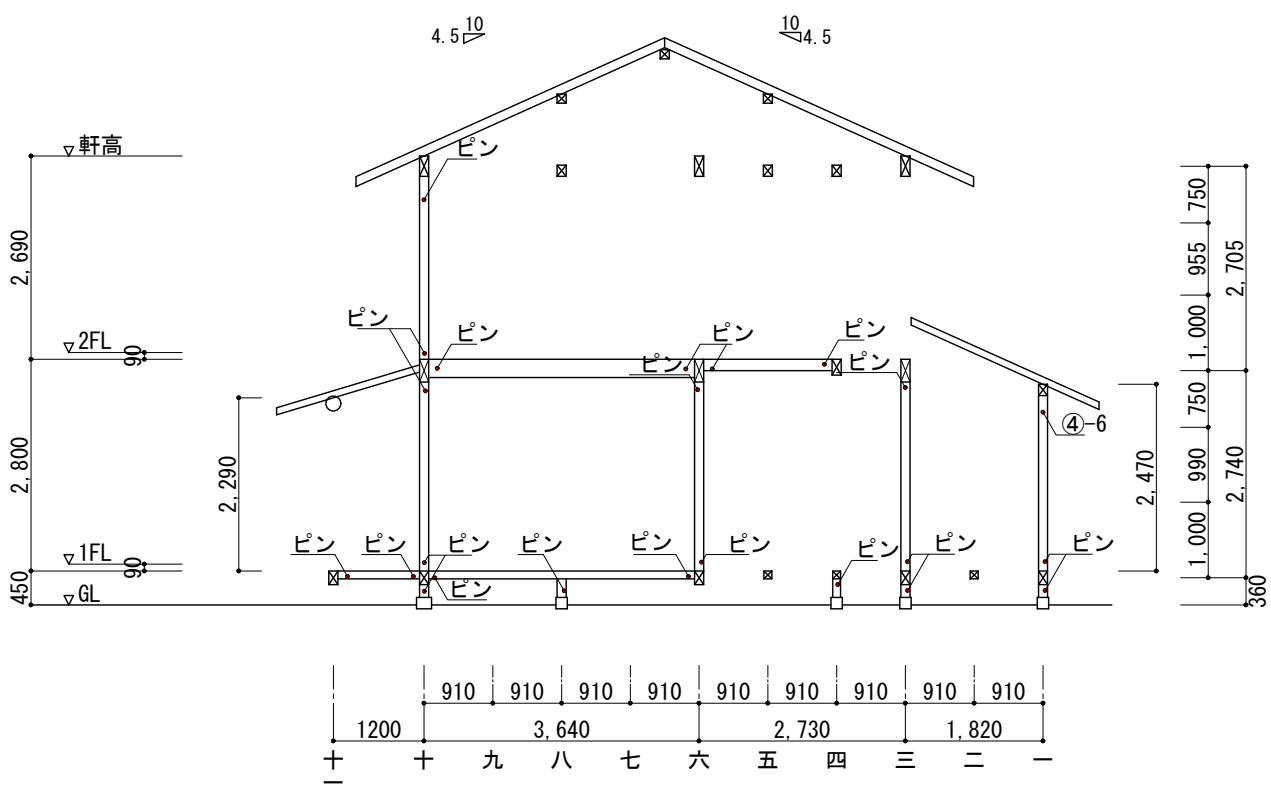 4.5 10
10 4.5
軒高
ピン
2,690
750
955
2,705
1,000
2FL
90
ピン
ピン
ピン
ピン
ピン
ピン
750
④-6
2,800
2,290
2,470
990
2,740
1FL
90
ピン
ピン
ピン
ピン
ピン
ピン
ピン
ピン
ピン
ピン
1,000
450
GL
360
910 910 910 910 910 910 910 910 910
1200 3,640 2,730 1,820
十一 十 九 八 七 六 五 四 三 二 一